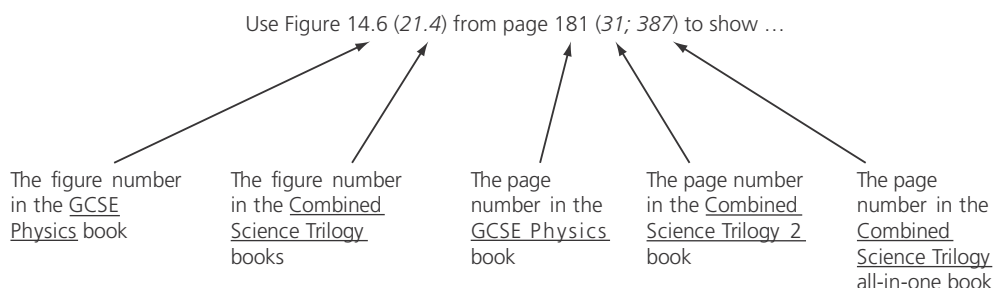 Use Figure 14.6 (21.4) from page 181 (31; 387) to show …
The figure number
in the GCSE
Physics book
The figure number
in the Combined
Science Trilogy
books
The page
number in the
GCSE Physics
book
The page number
in the Combined
Science Trilogy 2
book
The page
number in the
Combined
Science Trilogy
all-in-one book